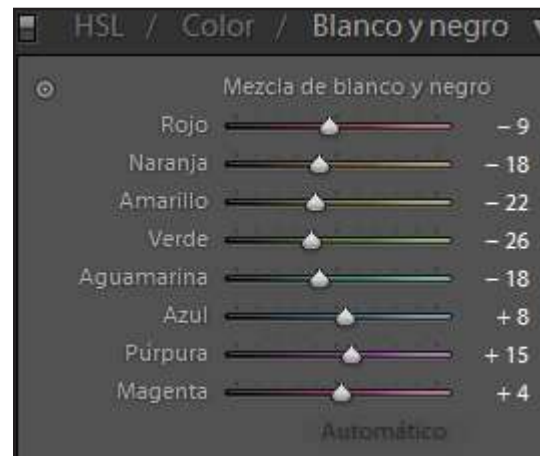 HSL / Color / Blanco y negro
Mezcla de blanco y negro
Rojo - 9
Naranja - 18
Amarillo - 22
Verde - 26
Aguamarina - 18
Azul + 8
Púrpura + 15
Magenta + 4
Automático